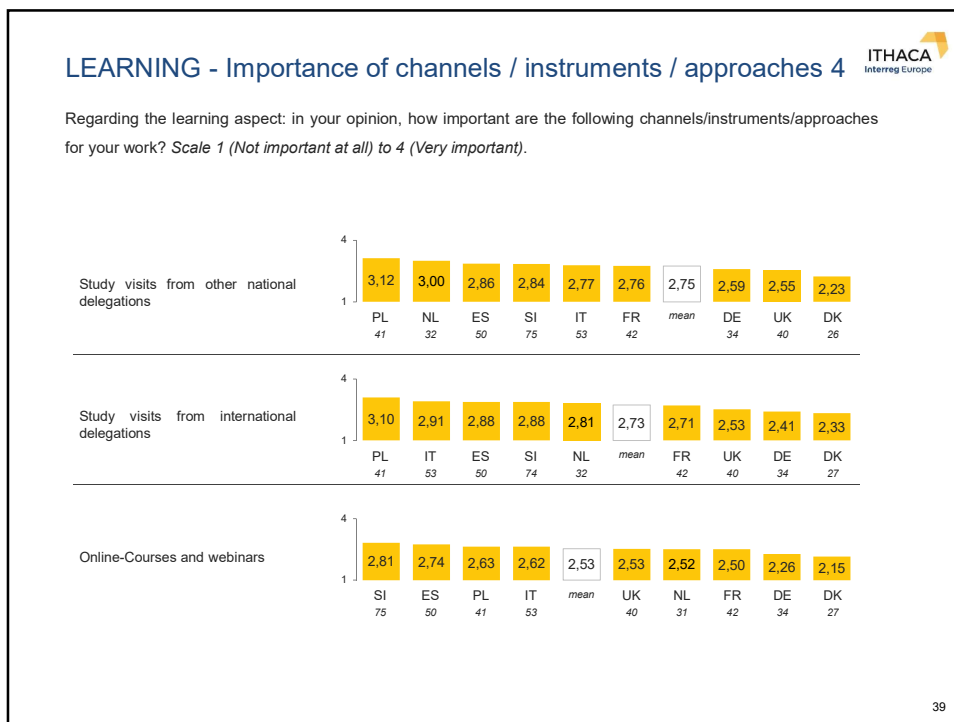 ITHACA
Interreg Europe
LEARNING - Importance of channels / instruments / approaches 4
Regarding the learning aspect: in your opinion, how important are the following channels/instruments/approaches
for your work? Scale 1 (Not important at all) to 4 (Very important).
Study visits from other national
delegations
4
1
3,12 3,00 2,86 2,84 2,77 2,76 2,75 2,59 2,55 2,23
PL NL ES SI IT FR mean DE UK DK
41 32 50 75 53 42 34 40 26
Study visits from international
delegations
4
1
3,10 2,91 2,88 2,88 2,81 2,73 2,71 2,53 2,41 2,33
PL IT ES SI NL mean FR UK DE DK
41 53 50 74 32 42 40 34 27
Online-Courses and webinars
4
1
2,81 2,74 2,63 2,62 2,53 2,53 2,52 2,50 2,26 2,15
SI ES PL IT mean UK NL FR DE DK
75 50 41 53 40 31 42 34 27
39